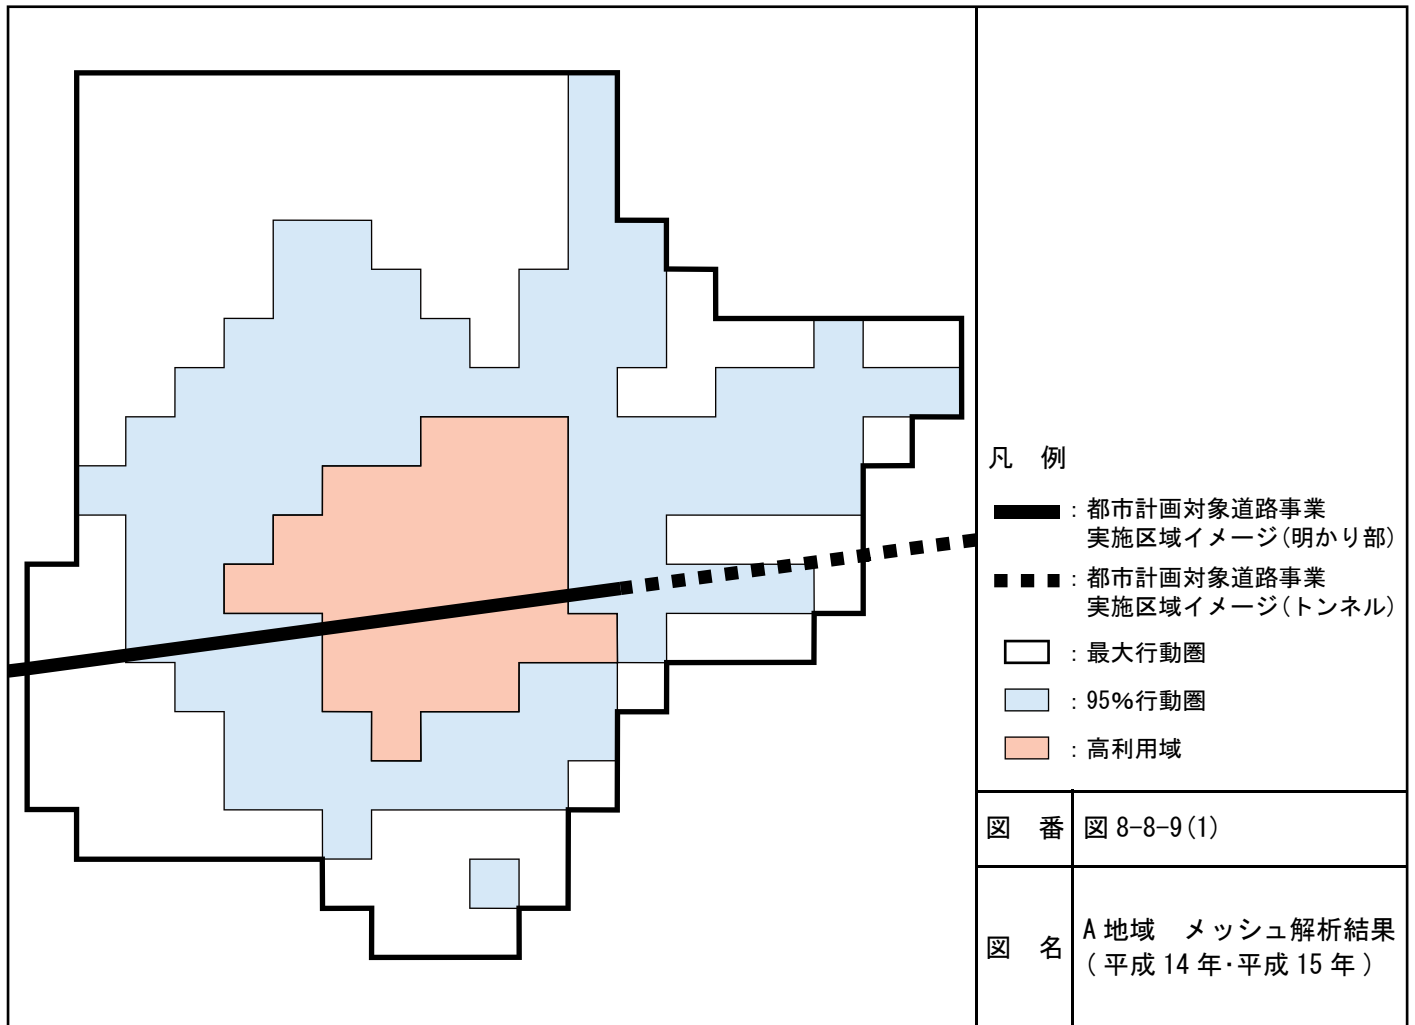 凡　例
：都市計画対象道路事業
実施区域イメージ(明かり部)
：都市計画対象道路事業
実施区域イメージ(トンネル)
：最大行動圏
：95%行動圏
：高利用域
図　番　図 8-8-9(1)
図　名　A 地域　メッシュ解析結果
( 平成 14 年･平成 15 年 )